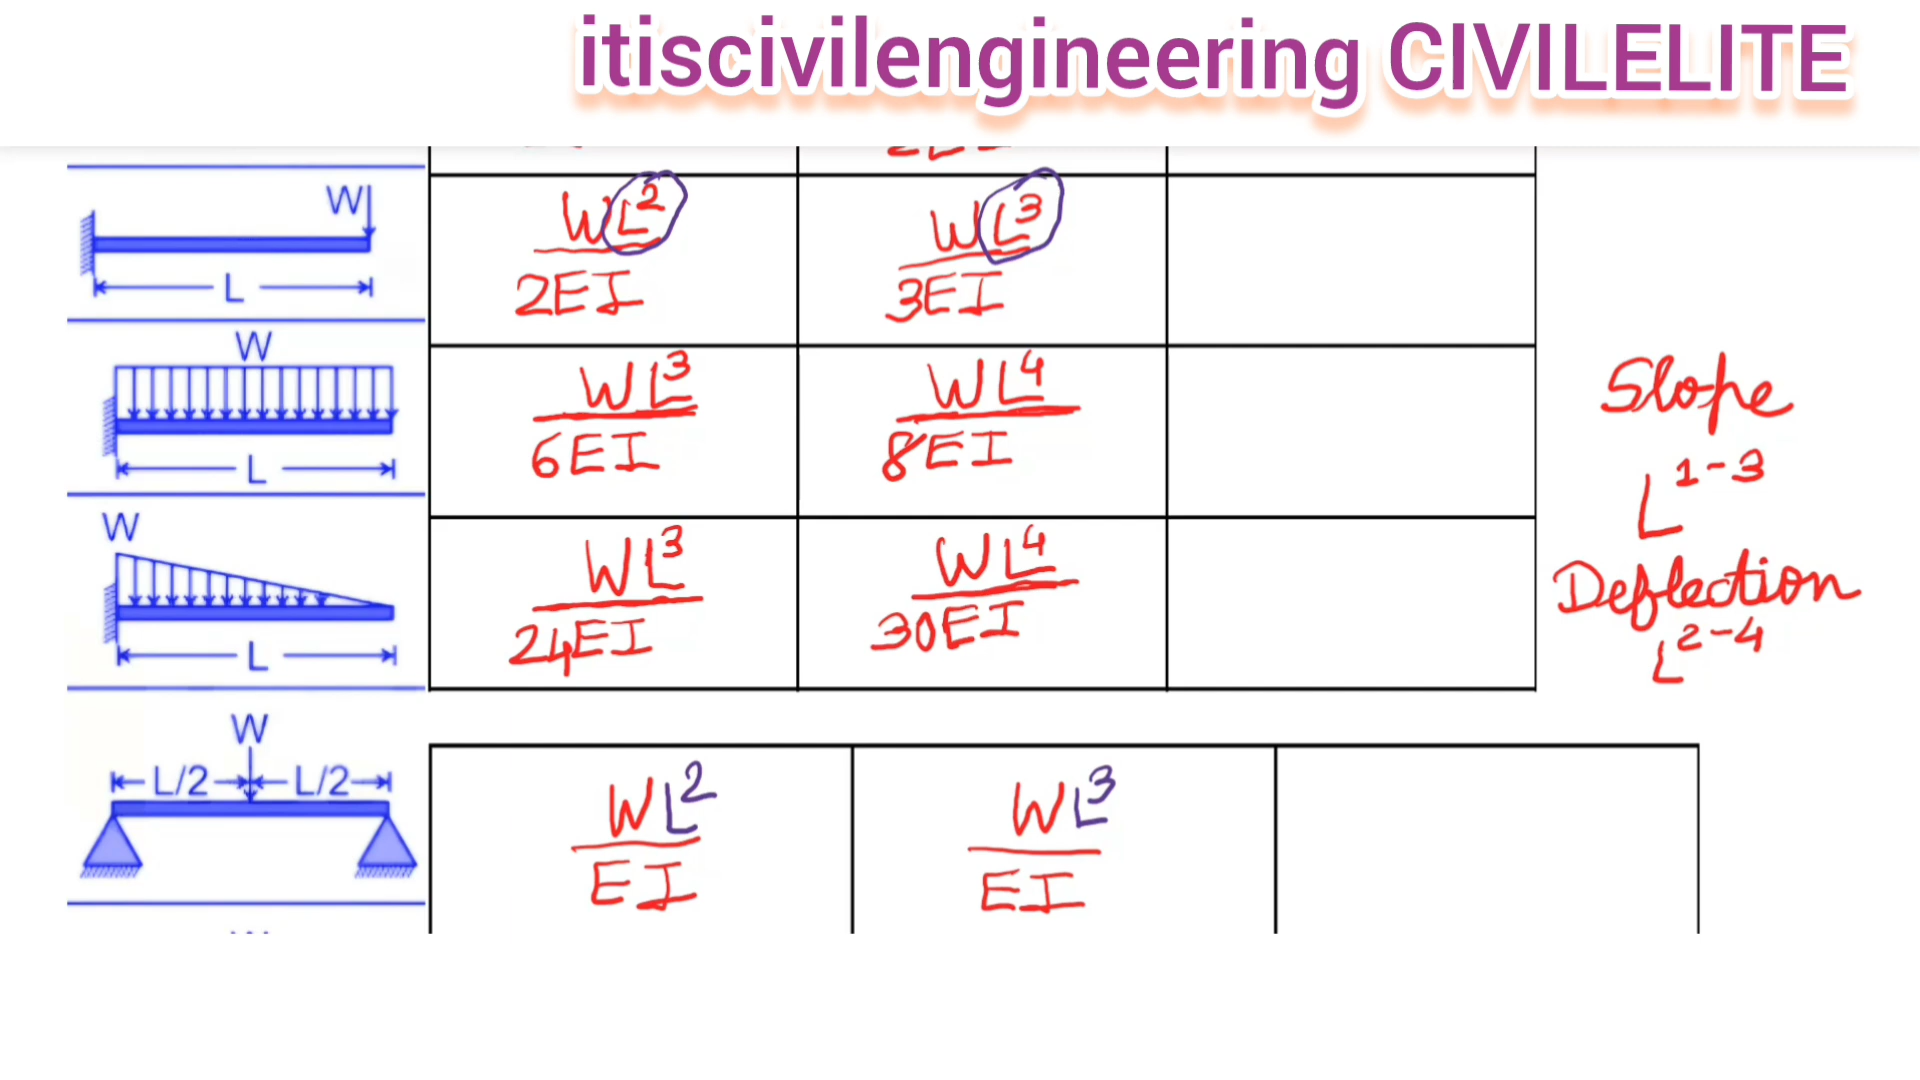 itiscivilengineering CIVILELITE
W
WL²
2EI
WL³
3EI
L
W
WL³
6EI
WL⁴
8EI
L
Slope
L¹⁻³
Deflection
L²⁻⁴
W
WL³
24EI
WL⁴
30EI
L
W
L/2 L/2
WL²
EI
WL³
EI